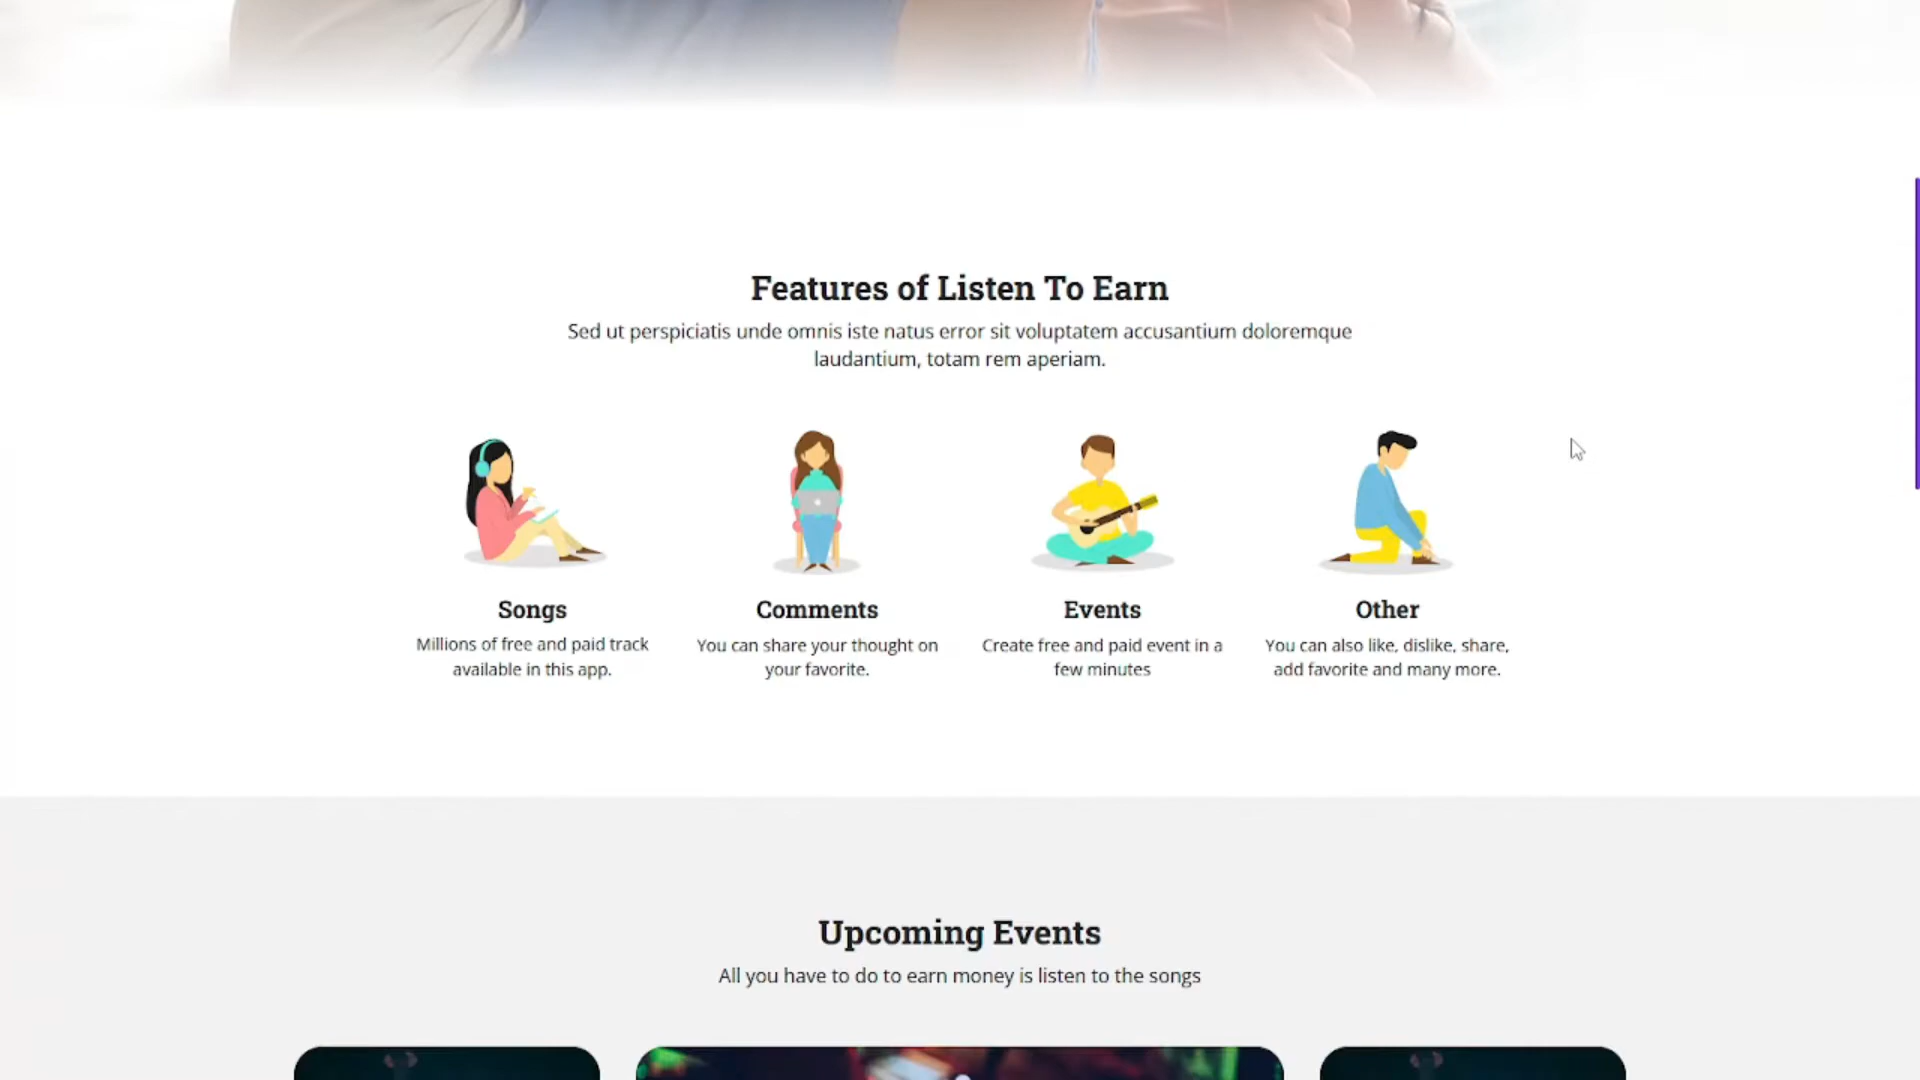 Features of Listen To Earn
Sed ut perspiciatis unde omnis iste natus error sit voluptatem accusantium doloremque
laudantium, totam rem aperiam.
Songs
Millions of free and paid track
available in this app.
Comments
You can share your thought on
your favorite.
Events
Create free and paid event in a
few minutes
Other
You can also like, dislike, share,
add favorite and many more.
Upcoming Events
All you have to do to earn money is listen to the songs